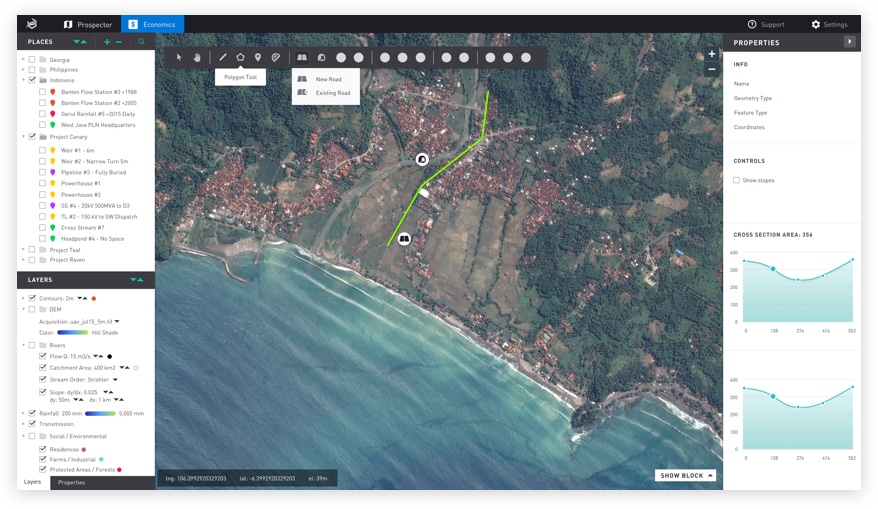 Prospector
$ Economics
? Support
Settings
PLACES
Georgia
Philippines
Indonesia
Banten Flow Station #3 <1988
Banten Flow Station #2 <2005
Garut Rainfall #5 <2015 Daily
West Java PLN Headquarters
Project Canary
Weir #1 - 6m
Weir #2 - Narrow Turn 5m
Pipeline #3 - Fully Buried
Powerhouse #1
Powerhouse #2
SS #4 - 20kV 500MVA to D3
TL #2 - 150 kV to SW Dispatch
Cross Stream #7
Headpond #4 - No Space
Project Teal
Project Raven
LAYERS
Contours: 2m
DEM
Acquisition: uav_jul15_5m.tif
Color: Hill Shade
Rivers
Flow Q: 15 m3/s
Catchment Area: 400 km2
Stream Order: Strahler
Slope: dy/dx: 0.025
dy: 50m dx: 1 km
Rainfall 200 mm 5,000 mm
Transmission
Social / Environmental
Residences
Farms / Industrial
Protected Areas / Forests
Layers
Properties
Polygon Tool
New Road
Existing Road
lng: 106.3992920329203 lat: -6.3992920329203 el: 39m
SHOW BLOCK
PROPERTIES
INFO
Name
Geometry Type
Feature Type
Coordinates
CONTROLS
Show slopes
CROSS SECTION AREA: 356
400
300
200
100
0
0 138 276 414 552
400
300
200
100
0
0 138 276 414 552